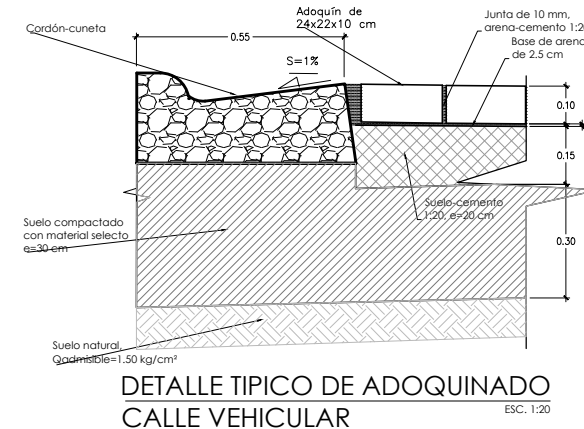 Adoquín de
24x22x10 cm
Junta de 10 mm,
arena-cemento 1:20
Base de arena
de 2.5 cm
Cordón-cuneta
0.55
S=1%
0.10
0.15
Suelo-cemento
1:20, e=20 cm
Suelo compactado
con material selecto
e=30 cm
0.30
Suelo natural,
Qadmisible=1.50 kg/cm²
DETALLE TIPICO DE ADOQUINADO
CALLE VEHICULAR
ESC. 1:20